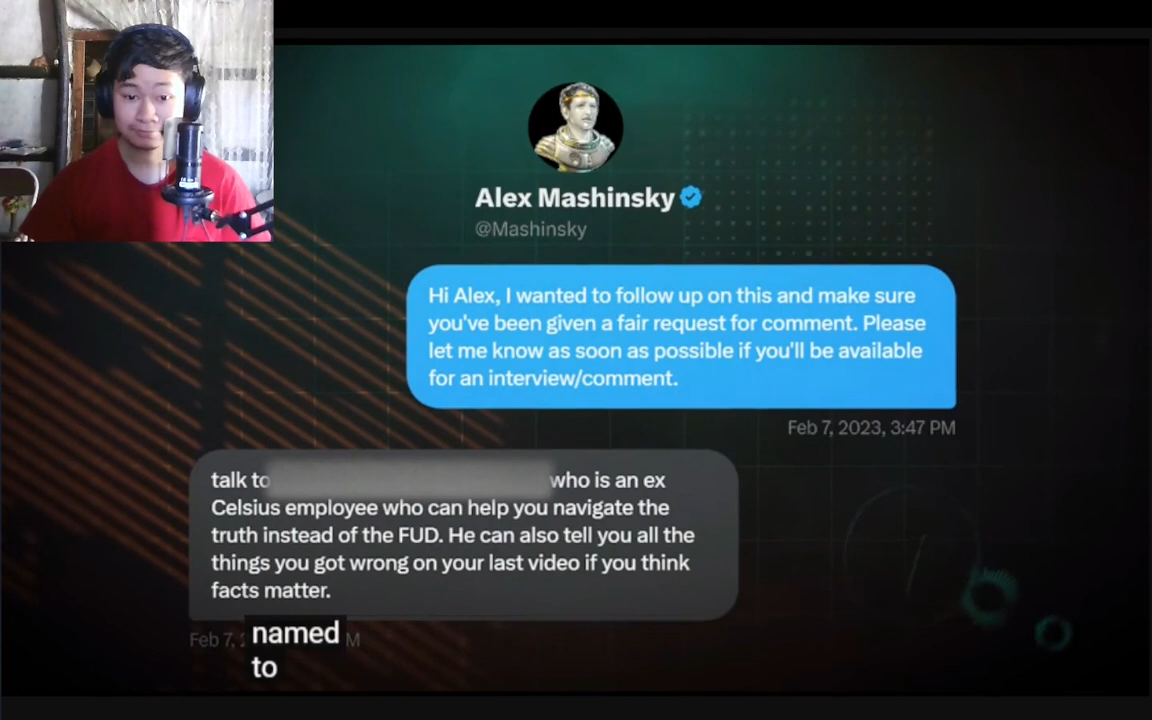 Alex Mashinsky
@Mashinsky
Hi Alex, I wanted to follow up on this and make sure
you've been given a fair request for comment. Please
let me know as soon as possible if you'll be available
for an interview/comment.
Feb 7, 2023, 3:47 PM
talk to who is an ex
Celsius employee who can help you navigate the
truth instead of the FUD. He can also tell you all the
things you got wrong on your last video if you think
facts matter.
Feb 7, 2 M
named
to